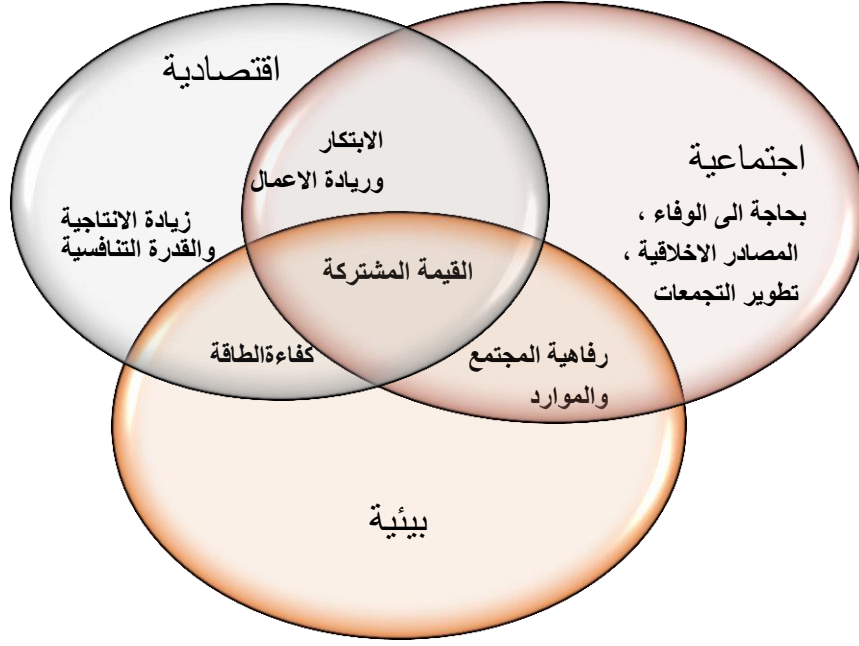 اقتصادية
الابتكار
وريادة الاعمال
اجتماعية
بحاجة الى الوفاء ،
المصادر الاخلاقية ،
تطوير التجمعات
زيادة الانتاجية
والقدرة التنافسية
القيمة المشتركة
رفاهية المجتمع
والموارد
كفاءةالطاقة
بيئية